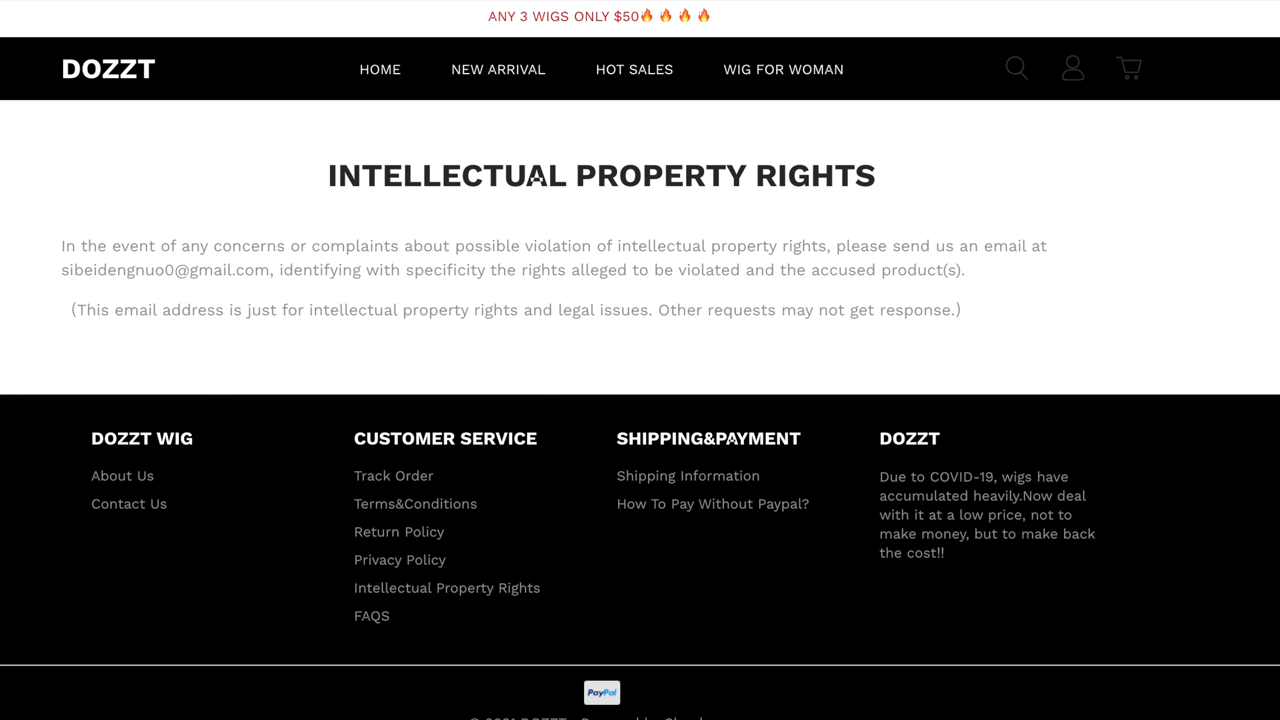 ANY 3 WIGS ONLY $50🔥 🔥 🔥 🔥
DOZZT
HOME
NEW ARRIVAL
HOT SALES
WIG FOR WOMAN
INTELLECTUAL PROPERTY RIGHTS
In the event of any concerns or complaints about possible violation of intellectual property rights, please send us an email at
sibeidengnuo0@gmail.com, identifying with specificity the rights alleged to be violated and the accused product(s).
(This email address is just for intellectual property rights and legal issues. Other requests may not get response.)
DOZZT WIG
About Us
Contact Us
CUSTOMER SERVICE
Track Order
Terms&Conditions
Return Policy
Privacy Policy
Intellectual Property Rights
FAQS
SHIPPING&PAYMENT
Shipping Information
How To Pay Without Paypal?
DOZZT
Due to COVID-19, wigs have
accumulated heavily.Now deal
with it at a low price, not to
make money, but to make back
the cost!!
PayPal